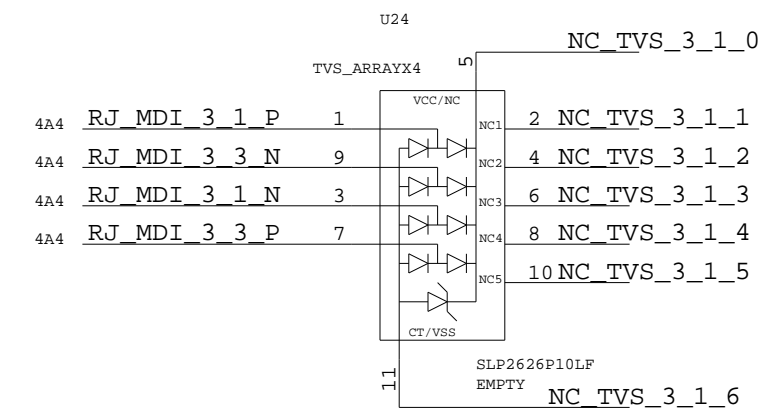 U24
NC_TVS_3_1_0
5
TVS_ARRAYX4
VCC/NC
4A4 RJ_MDI_3_1_P 1 NC1 2 NC_TVS_3_1_1
4A4 RJ_MDI_3_3_N 9 NC2 4 NC_TVS_3_1_2
4A4 RJ_MDI_3_1_N 3 NC3 6 NC_TVS_3_1_3
4A4 RJ_MDI_3_3_P 7 NC4 8 NC_TVS_3_1_4
NC5 10 NC_TVS_3_1_5
CT/VSS
11
SLP2626P10LF
EMPTY
NC_TVS_3_1_6